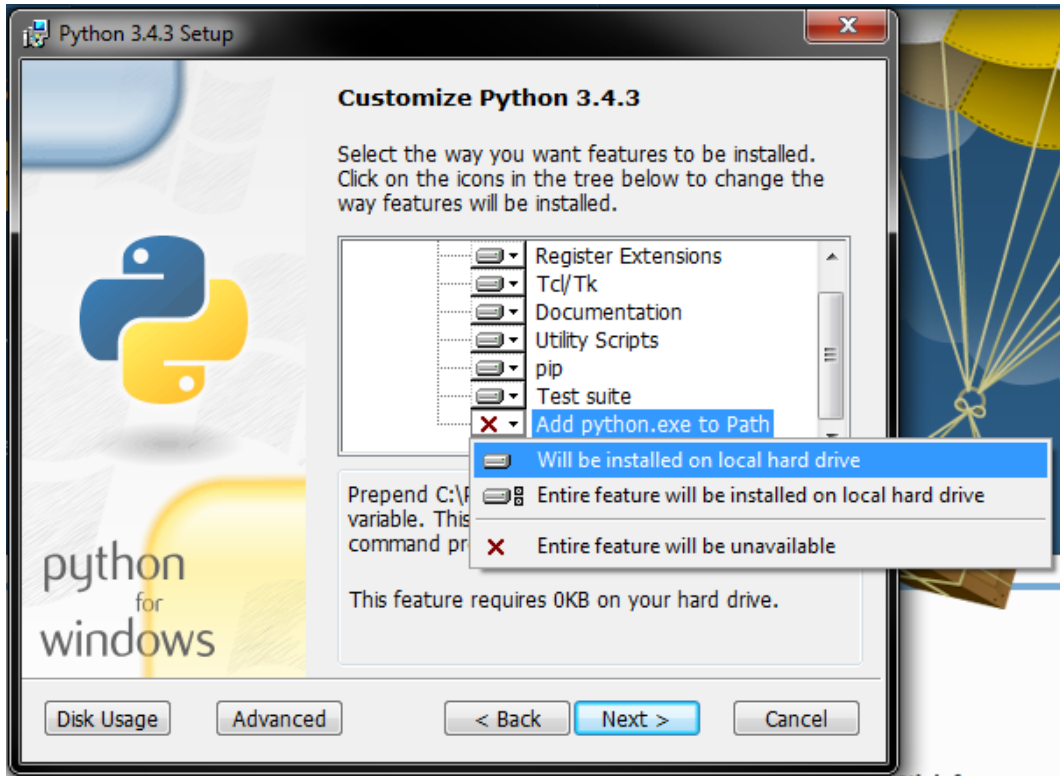 Python 3.4.3 Setup
Customize Python 3.4.3
Select the way you want features to be installed.
Click on the icons in the tree below to change the
way features will be installed.
Register Extensions
Tcl/Tk
Documentation
Utility Scripts
pip
Test suite
Add python.exe to Path
Will be installed on local hard drive
Entire feature will be installed on local hard drive
Entire feature will be unavailable
Prepend C:\
variable. This
command pr
This feature requires 0KB on your hard drive.
python
for
windows
Disk Usage
Advanced
< Back
Next >
Cancel